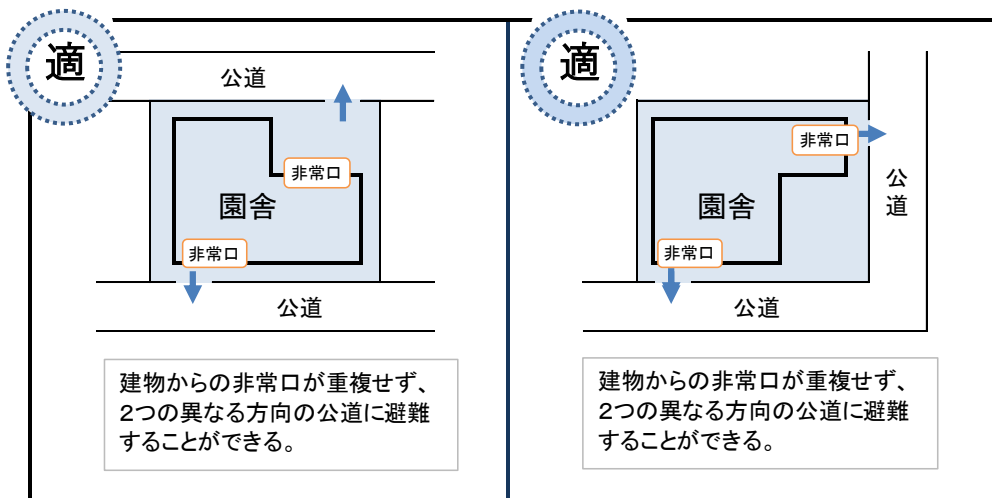 適
公道
非常口
園舎
非常口
公道
建物からの非常口が重複せず、
2つの異なる方向の公道に避難
することができる。
適
非常口
公道
園舎
非常口
公道
建物からの非常口が重複せず、
2つの異なる方向の公道に避難
することができる。